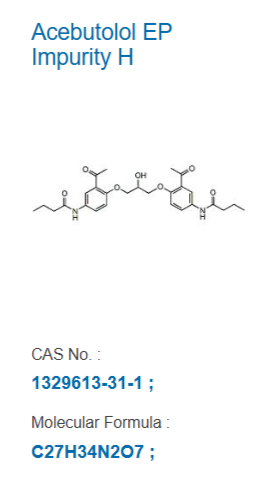 Acebutolol EP
Impurity H
O
OH
O
O
O
O
O
N
H
N
H
CAS No. :
1329613-31-1 ;
Molecular Formula :
C27H34N2O7 ;